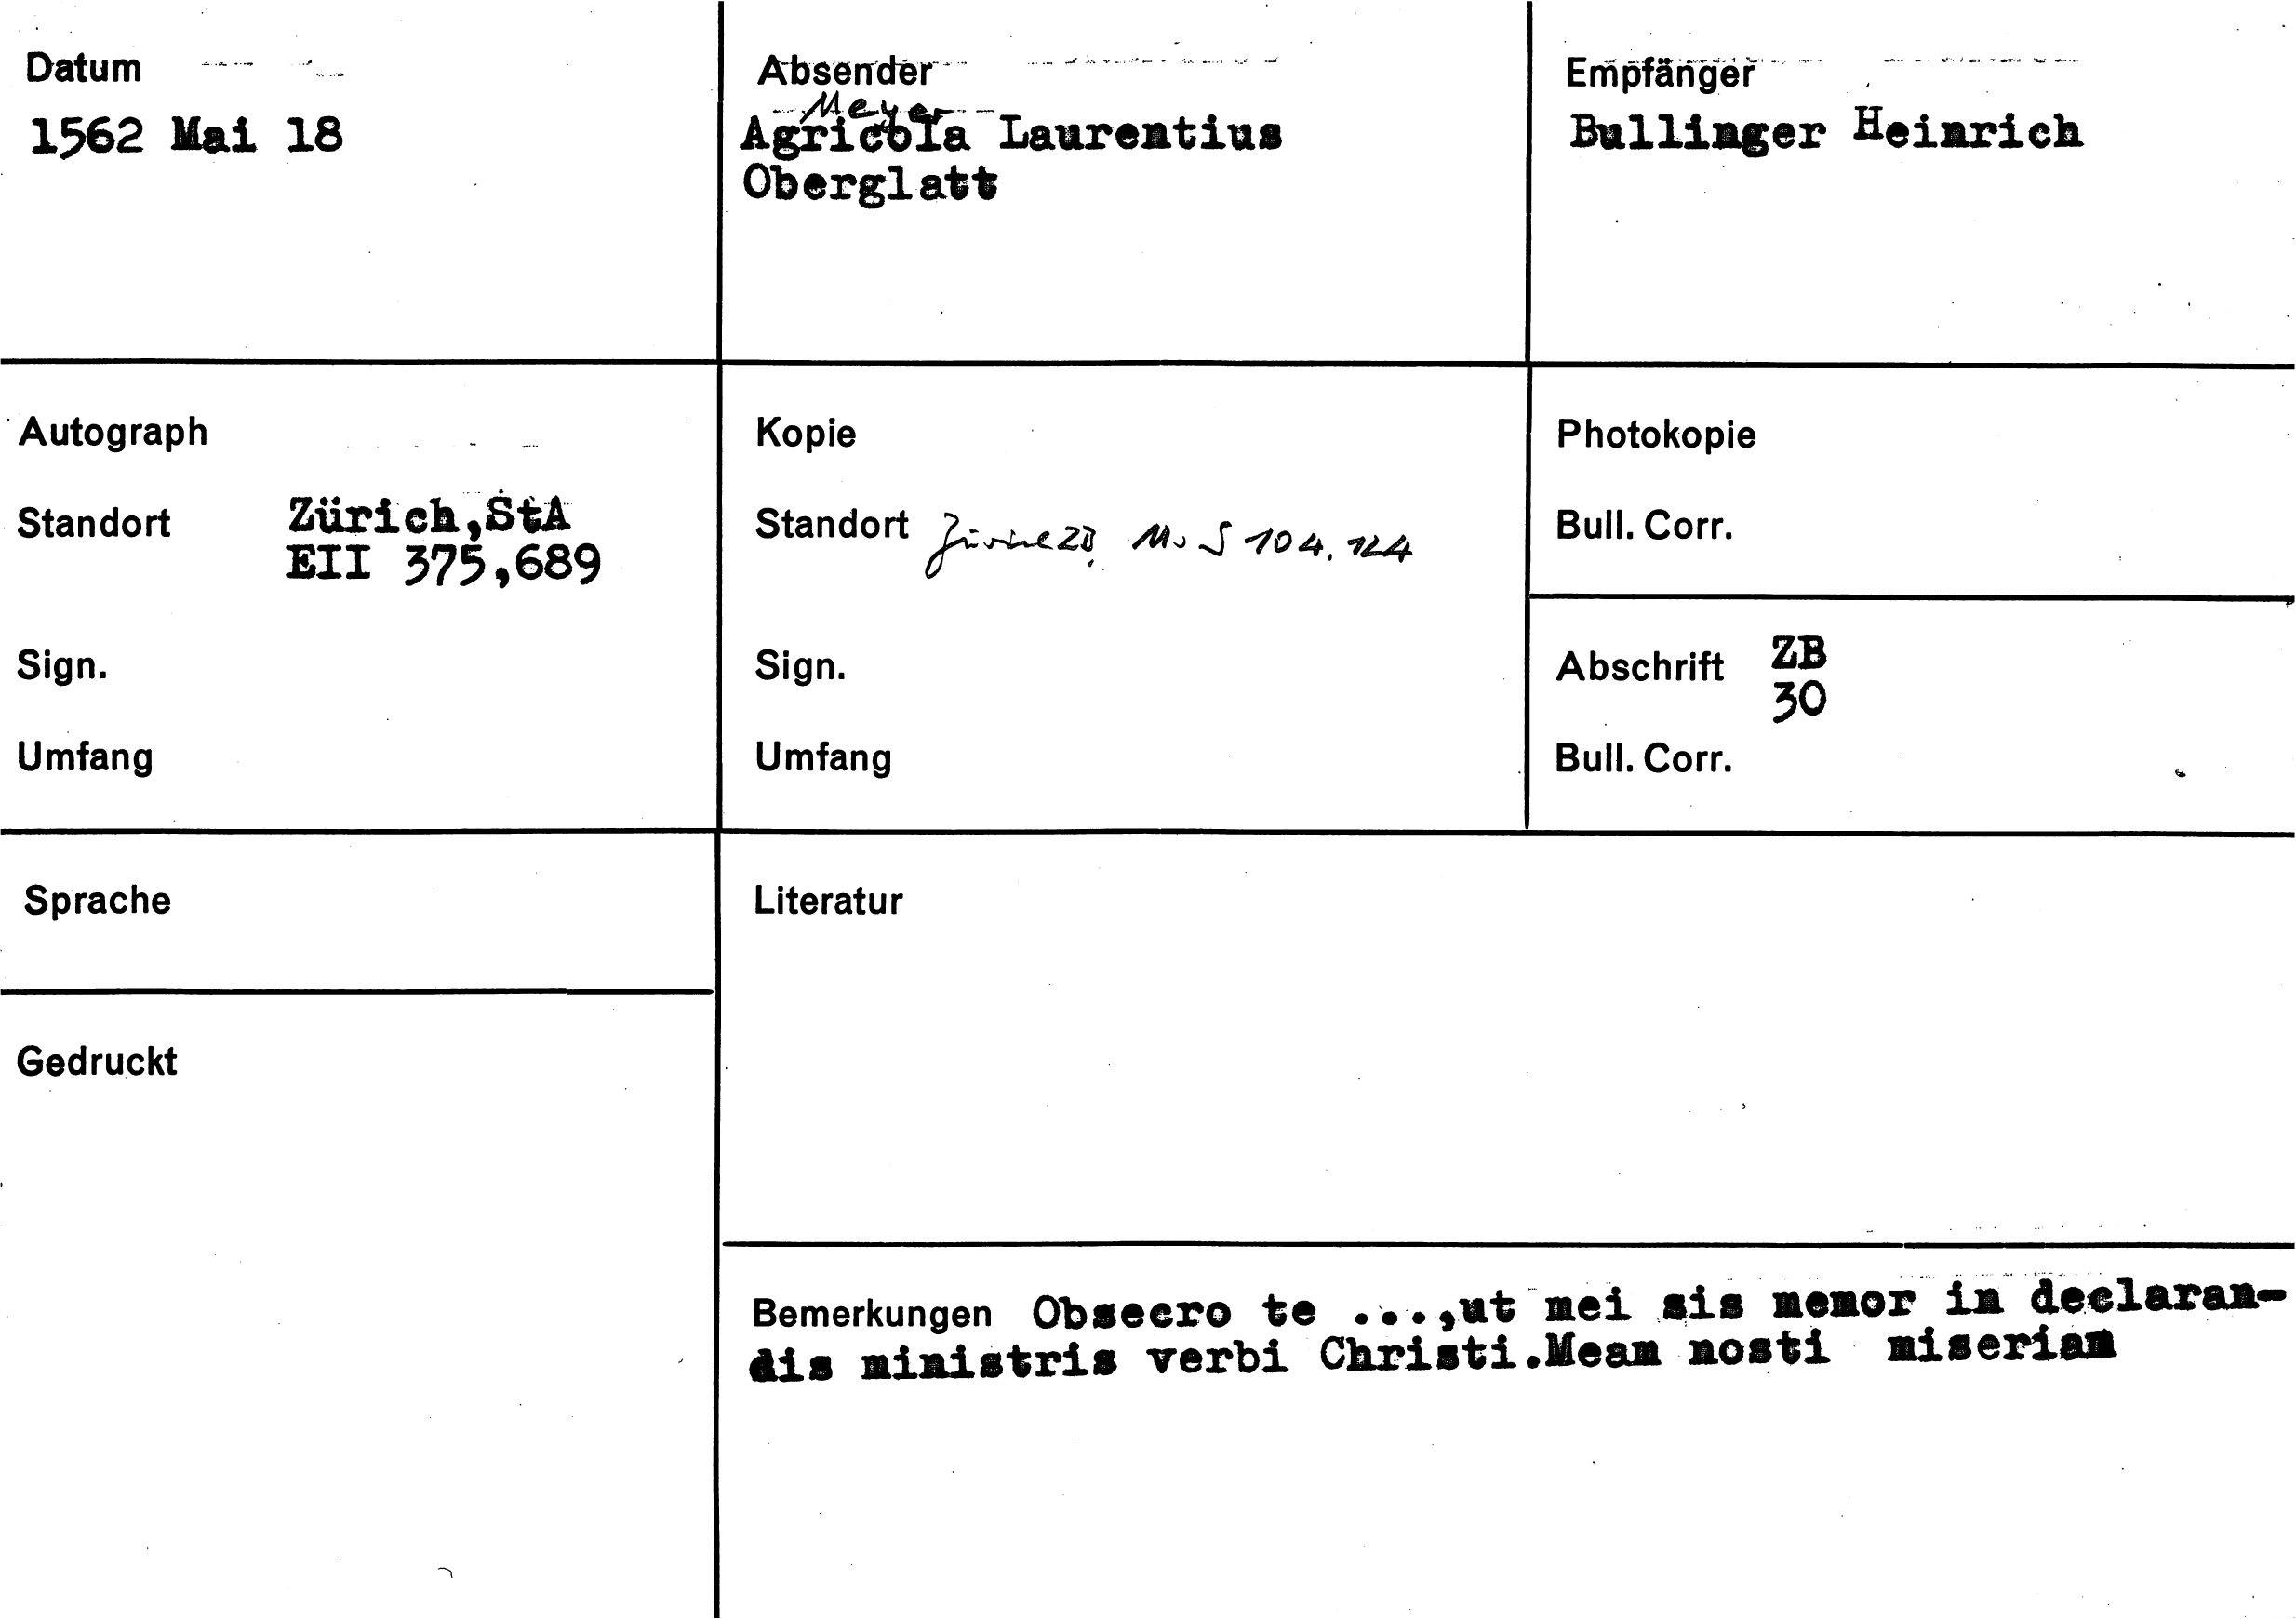 Datum
1562 Mai 18
Absender
Meyer
Agricola Laurentius
Oberglatt
Empfänger
Bullinger Heinrich
Autograph
Standort Zürich,StA
EII 375,689
Sign.
Umfang
Kopie
Standort Zürich ZB, Ms S 104, 124
Sign.
Umfang
Photokopie
Bull. Corr.
Abschrift ZB
30
Bull. Corr.
Sprache
Gedruckt
Literatur
Bemerkungen Obsecro te ...,ut mei sis memor in declaran-
dis ministris verbi Christi.Meam nosti miseriam